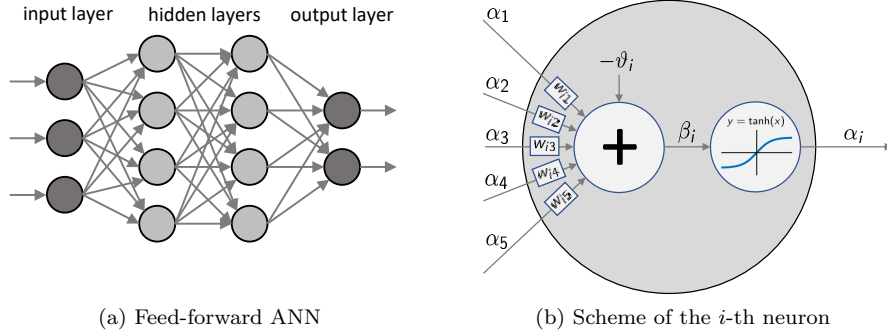 input layer
hidden layers
output layer
(a) Feed-forward ANN
α1
α2
α3
α4
α5
wi1
wi2
wi3
wi4
wi5
−ϑi
+
βi
y = tanh(x)
αi
(b) Scheme of the i-th neuron